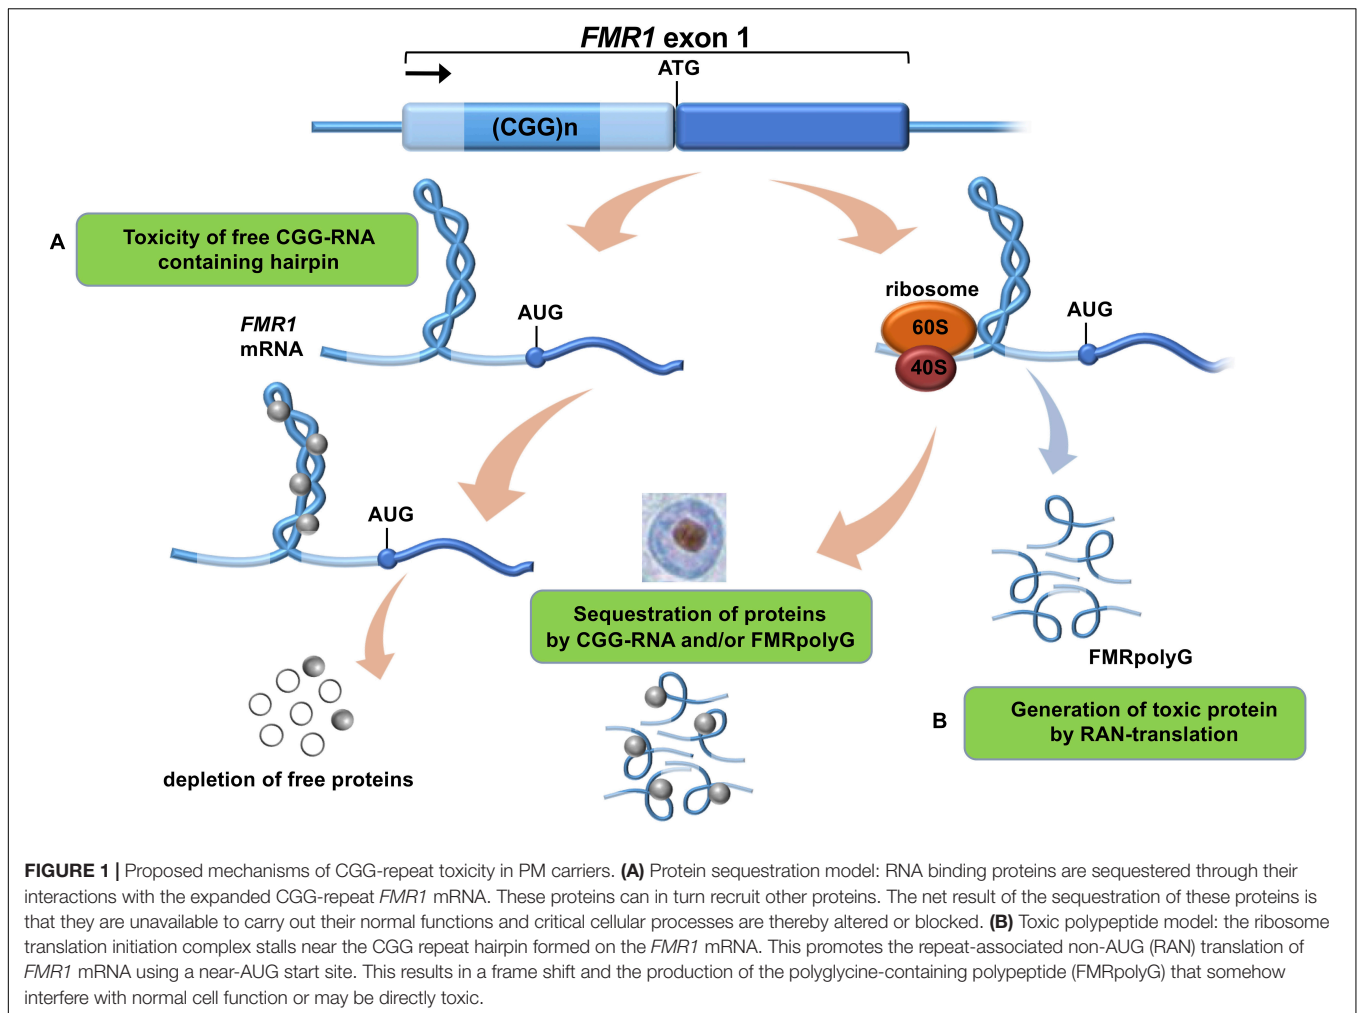 FMR1 exon 1
ATG
(CGG)n
A
Toxicity of free CGG-RNA
containing hairpin
FMR1
mRNA
AUG
ribosome
60S
40S
AUG
AUG
Sequestration of proteins
by CGG-RNA and/or FMRpolyG
FMRpolyG
B
Generation of toxic protein
by RAN-translation
depletion of free proteins
FIGURE 1 | Proposed mechanisms of CGG-repeat toxicity in PM carriers. (A) Protein sequestration model: RNA binding proteins are sequestered through their
interactions with the expanded CGG-repeat FMR1 mRNA. These proteins can in turn recruit other proteins. The net result of the sequestration of these proteins is
that they are unavailable to carry out their normal functions and critical cellular processes are thereby altered or blocked. (B) Toxic polypeptide model: the ribosome
translation initiation complex stalls near the CGG repeat hairpin formed on the FMR1 mRNA. This promotes the repeat-associated non-AUG (RAN) translation of
FMR1 mRNA using a near-AUG start site. This results in a frame shift and the production of the polyglycine-containing polypeptide (FMRpolyG) that somehow
interfere with normal cell function or may be directly toxic.